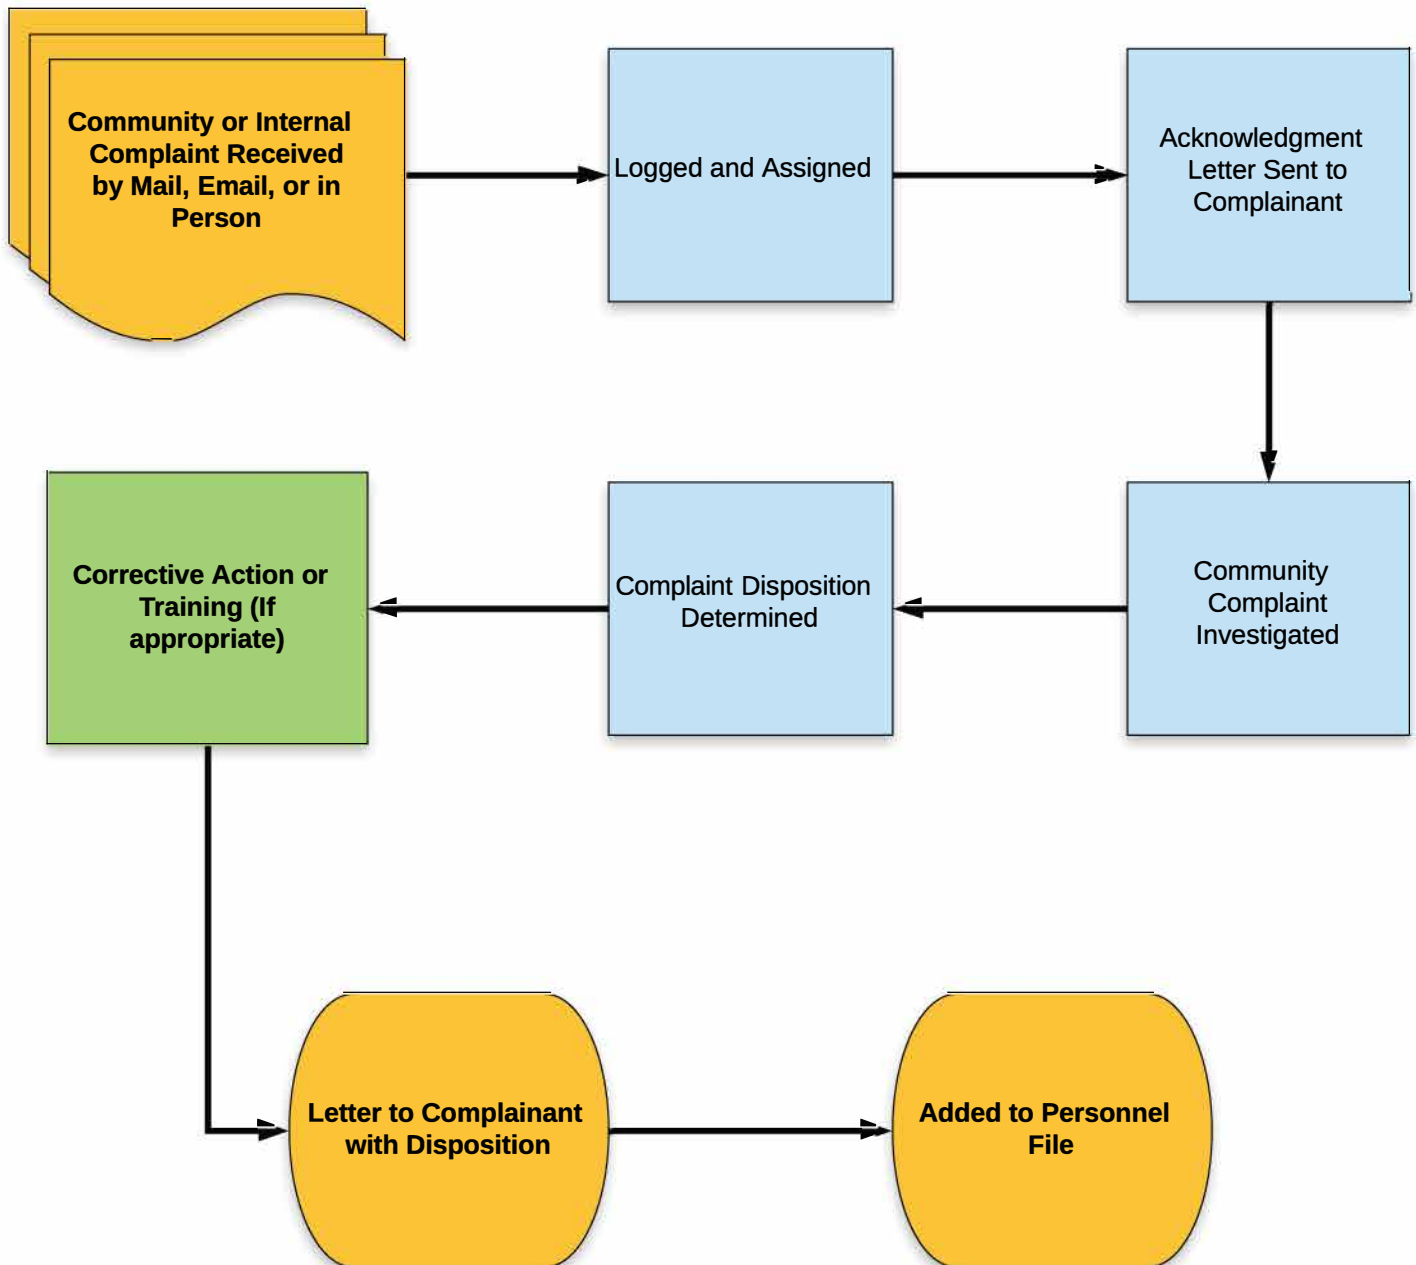 Community or Internal
Complaint Received
by Mail, Email, or in
Person
Logged and Assigned
Acknowledgment
Letter Sent to
Complainant
Community
Complaint
Investigated
Complaint Disposition
Determined
Corrective Action or
Training (If
appropriate)
Letter to Complainant
with Disposition
Added to Personnel
File